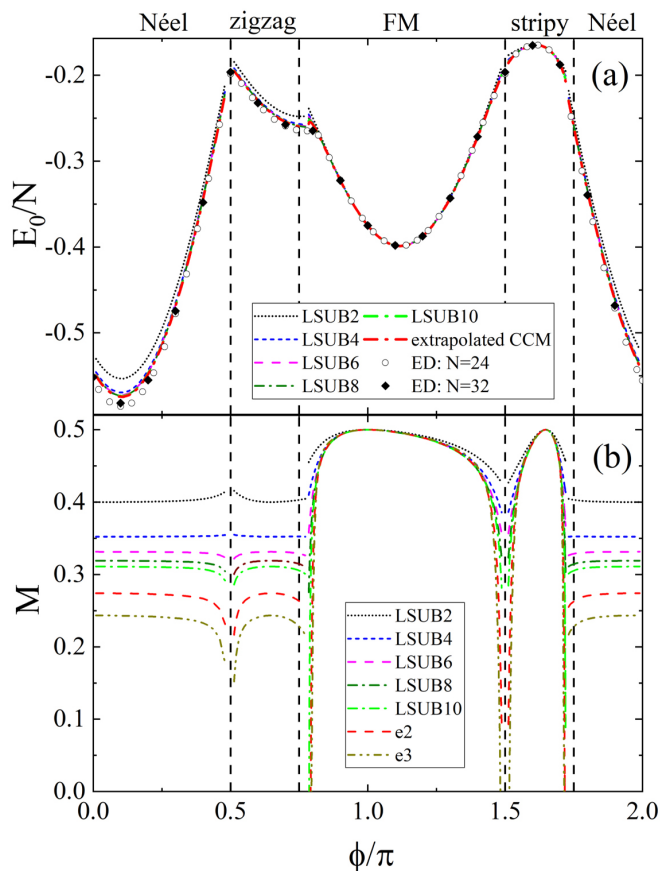 Néel zigzag FM stripy Néel
(a)
-0.2
-0.3
-0.4
-0.5
E₀/N
LSUB2 LSUB10
LSUB4 extrapolated CCM
LSUB6 ED: N=24
LSUB8 ED: N=32
(b)
0.5
0.4
0.3
0.2
0.1
0.0
M
LSUB2
LSUB4
LSUB6
LSUB8
LSUB10
e2
e3
0.0 0.5 1.0 1.5 2.0
ϕ/π